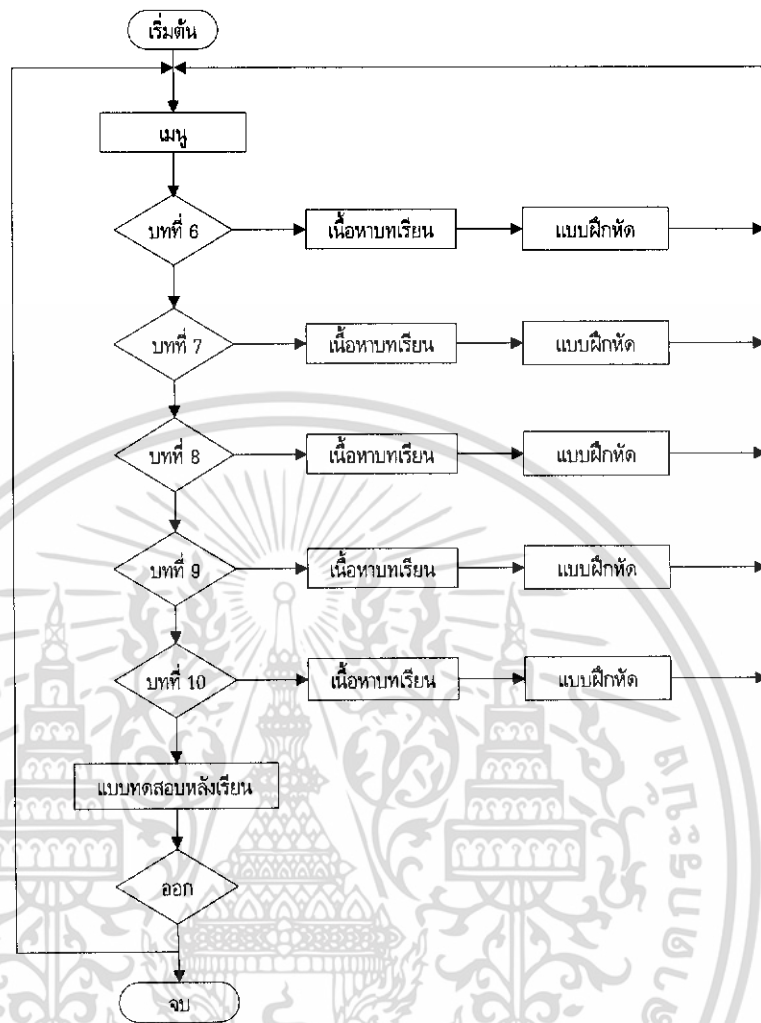 เริ่มต้น
เมนู
บทที่ 6
เนื้อหาบทเรียน
แบบฝึกหัด
บทที่ 7
เนื้อหาบทเรียน
แบบฝึกหัด
บทที่ 8
เนื้อหาบทเรียน
แบบฝึกหัด
บทที่ 9
เนื้อหาบทเรียน
แบบฝึกหัด
บทที่ 10
เนื้อหาบทเรียน
แบบฝึกหัด
แบบทดสอบหลังเรียน
ออก
จบ